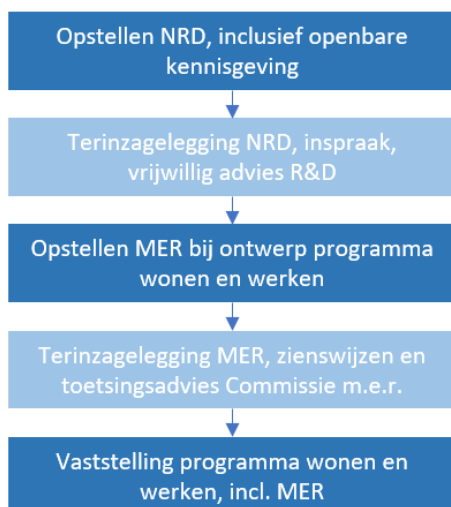 Opstellen NRD, inclusief openbare
kennisgeving
Terinzagelegging NRD, inspraak,
vrijwillig advies R&D
Opstellen MER bij ontwerp programma
wonen en werken
Terinzagelegging MER, zienswijzen en
toetsingsadvies Commissie m.e.r.
Vaststelling programma wonen en
werken, incl. MER